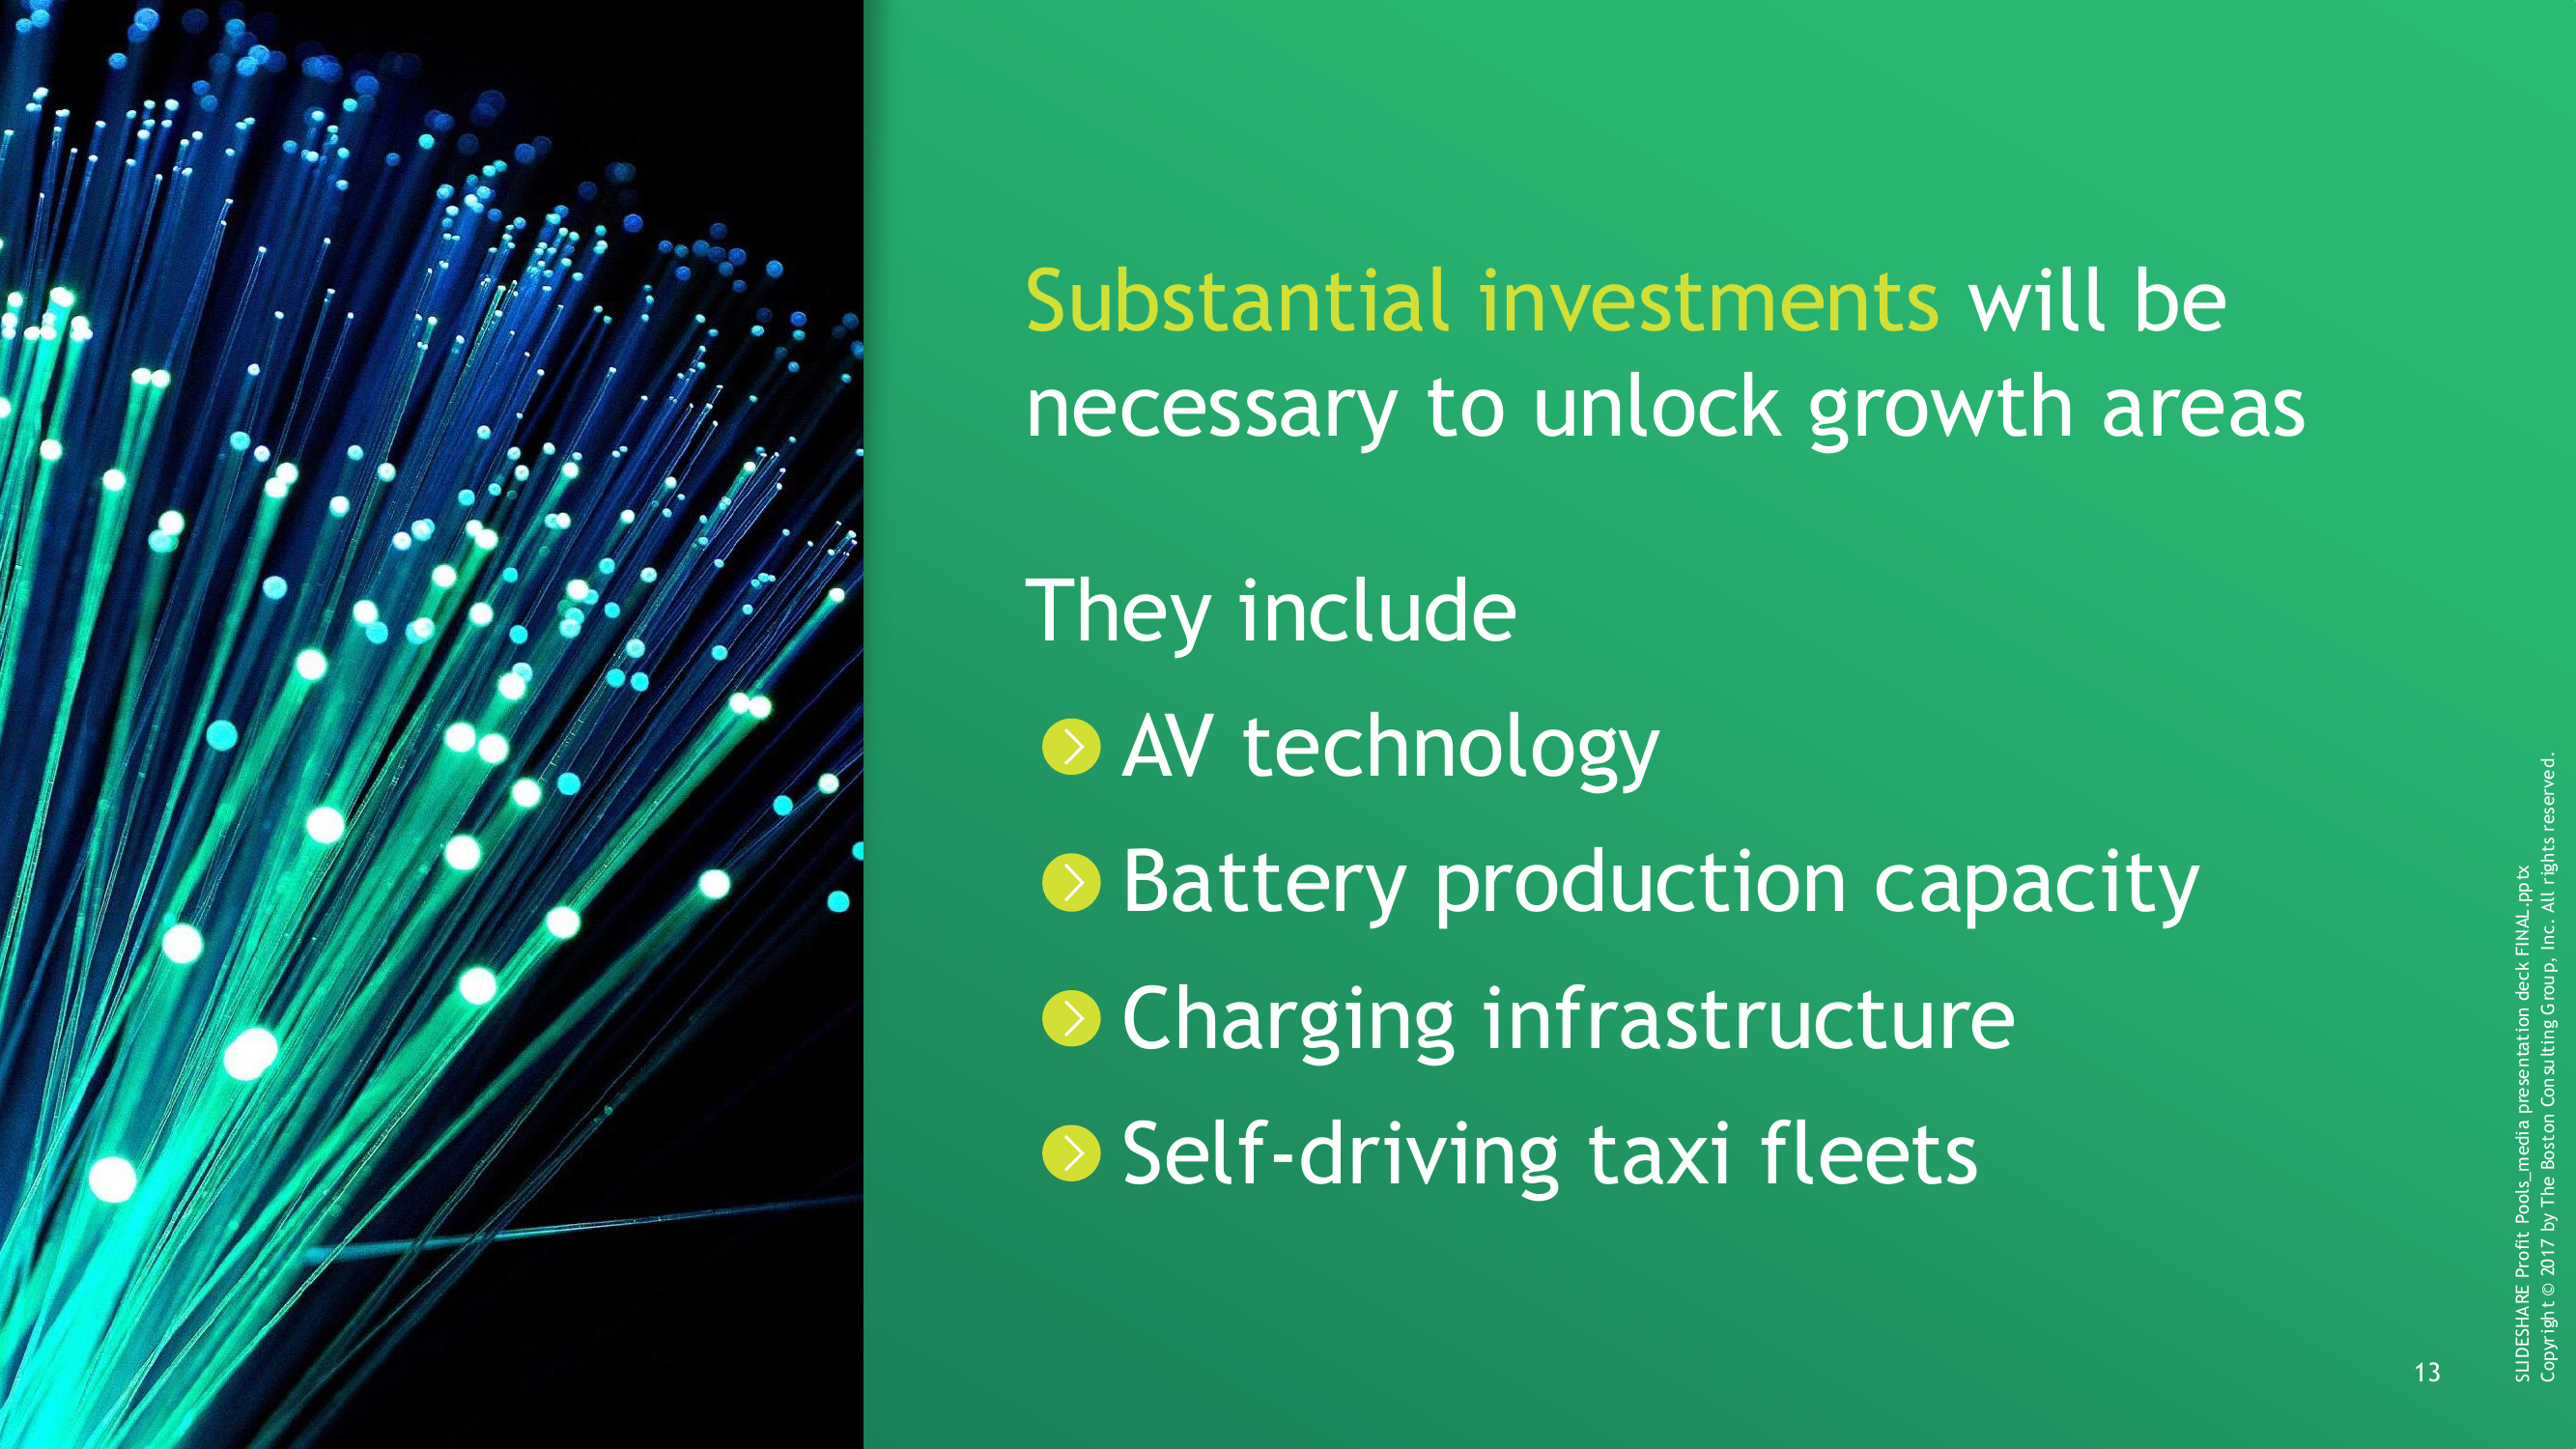 Substantial investments will be
necessary to unlock growth areas
They include
AV technology
Battery production capacity
Charging infrastructure
Self-driving taxi fleets
13
SLIDESHARE Profit Pools_media presentation deck FINAL.pptx
Copyright © 2017 by The Boston Consulting Group, Inc. All rights reserved.